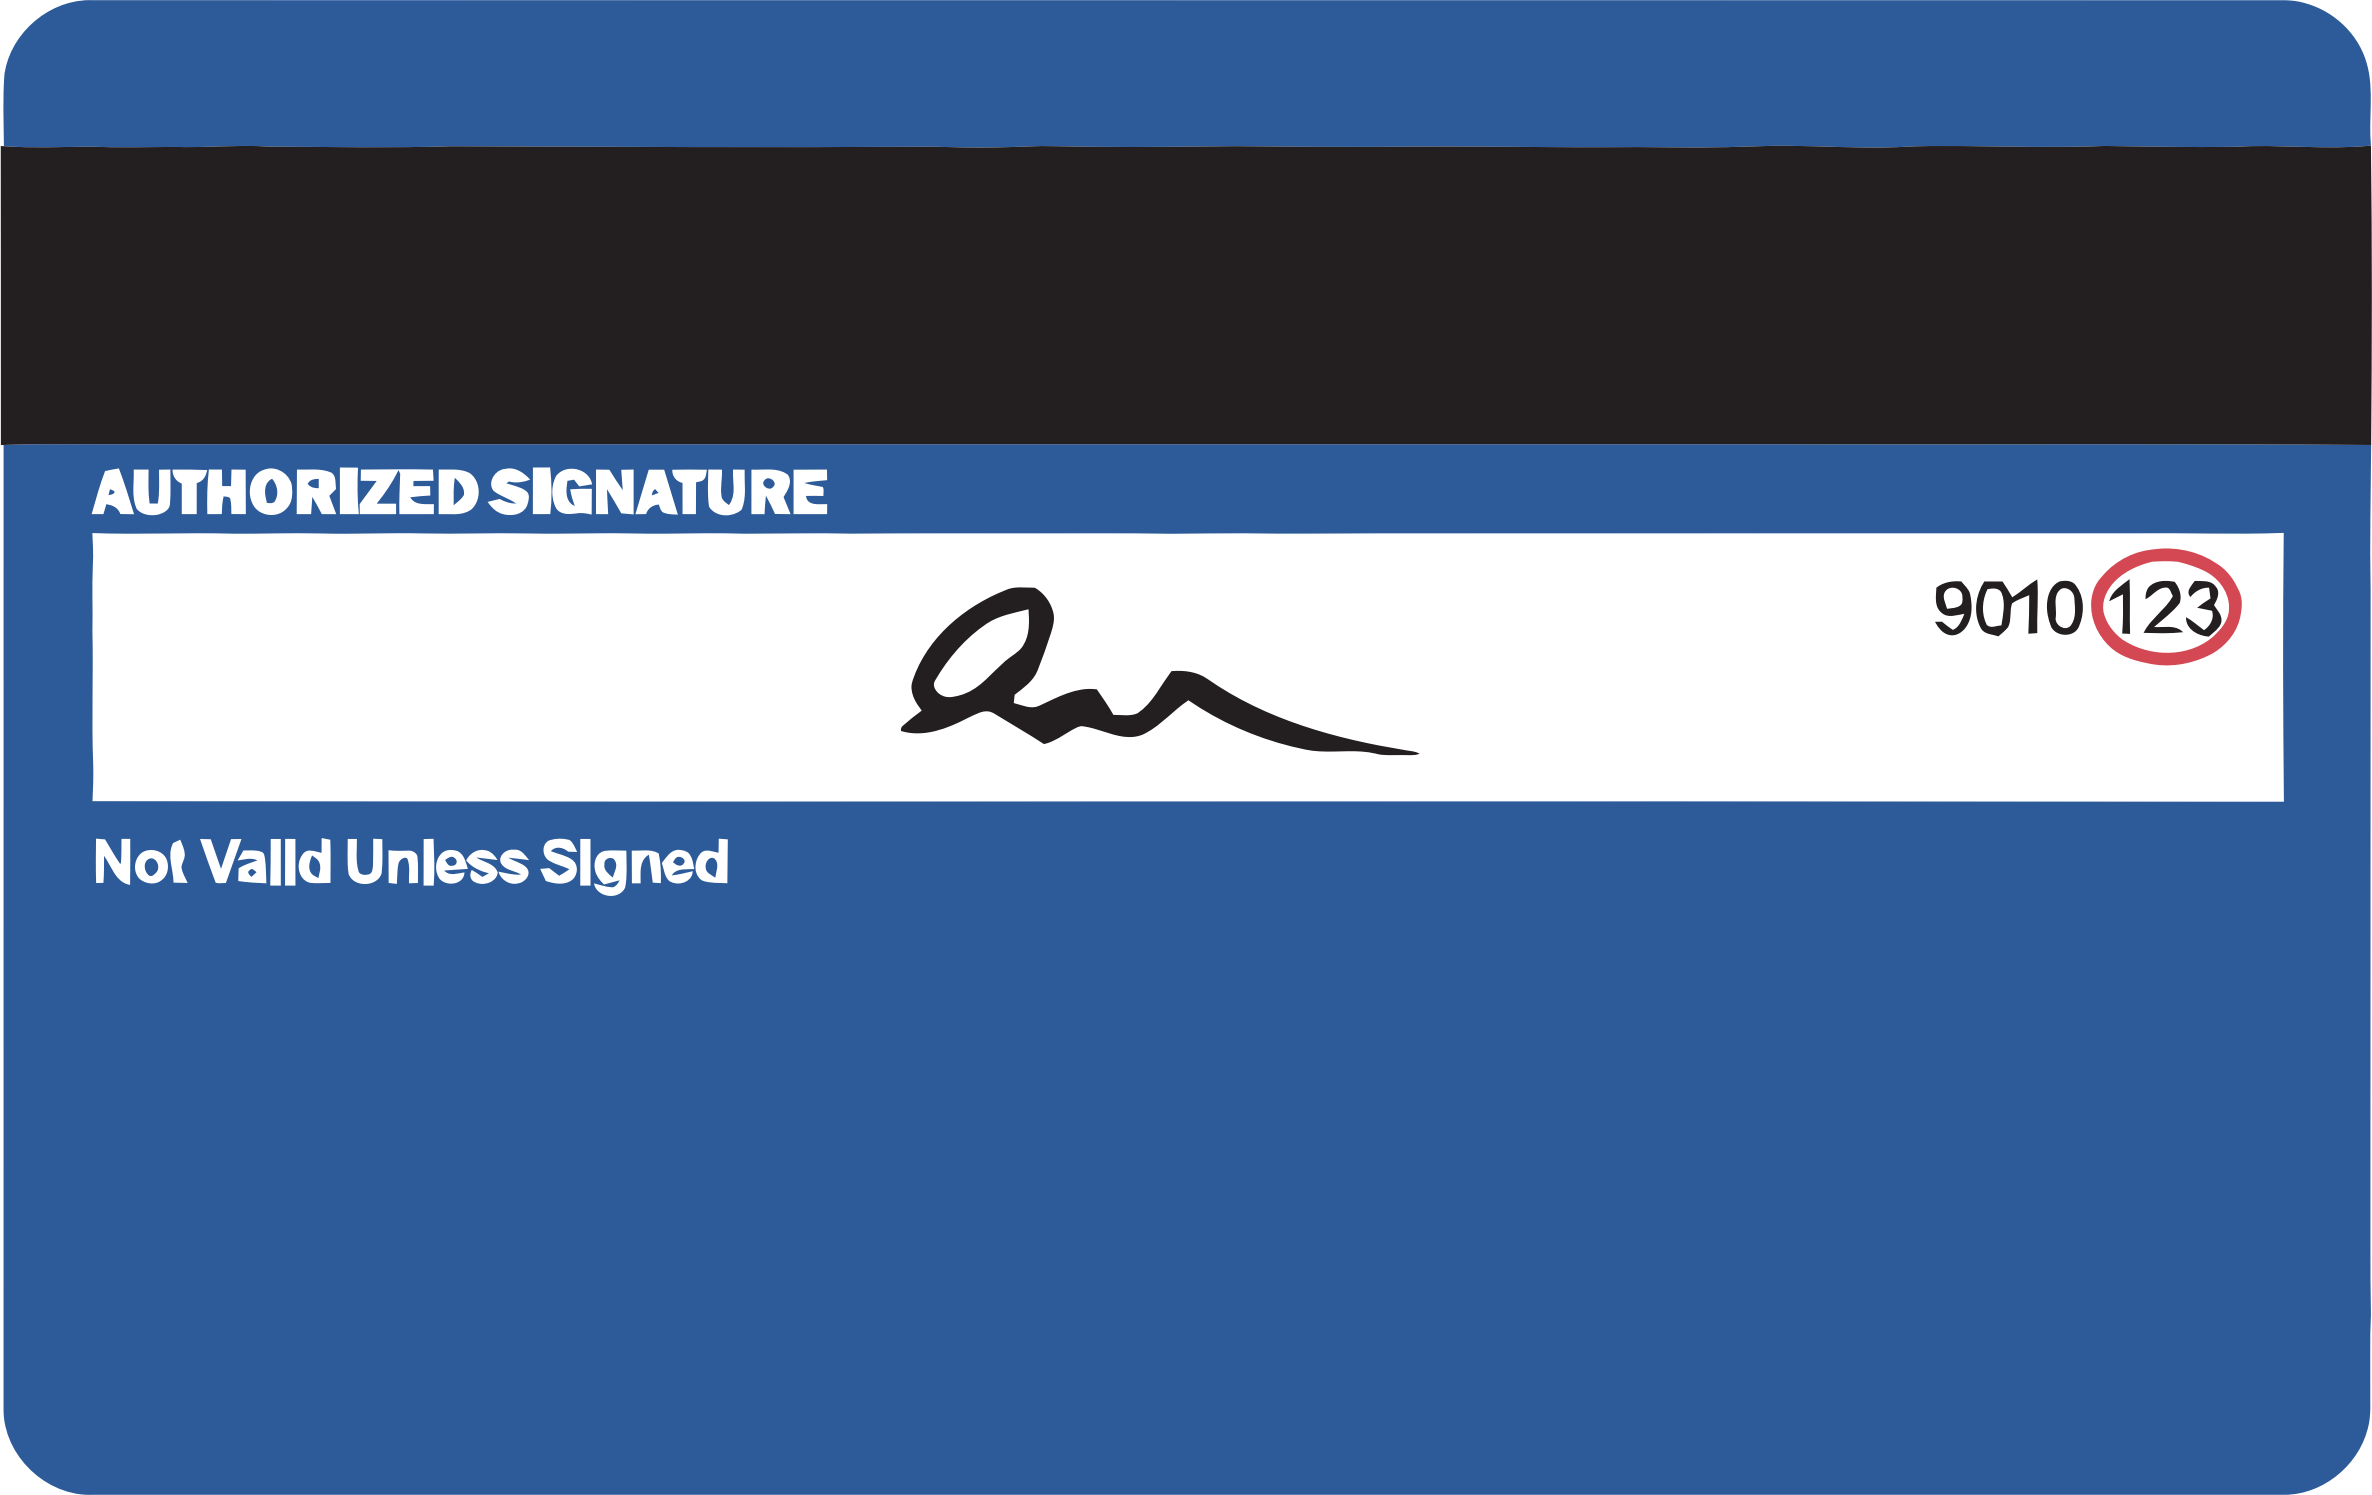 AUTHORIZED SIGNATURE
9010 123
Not Valid Unless Signed